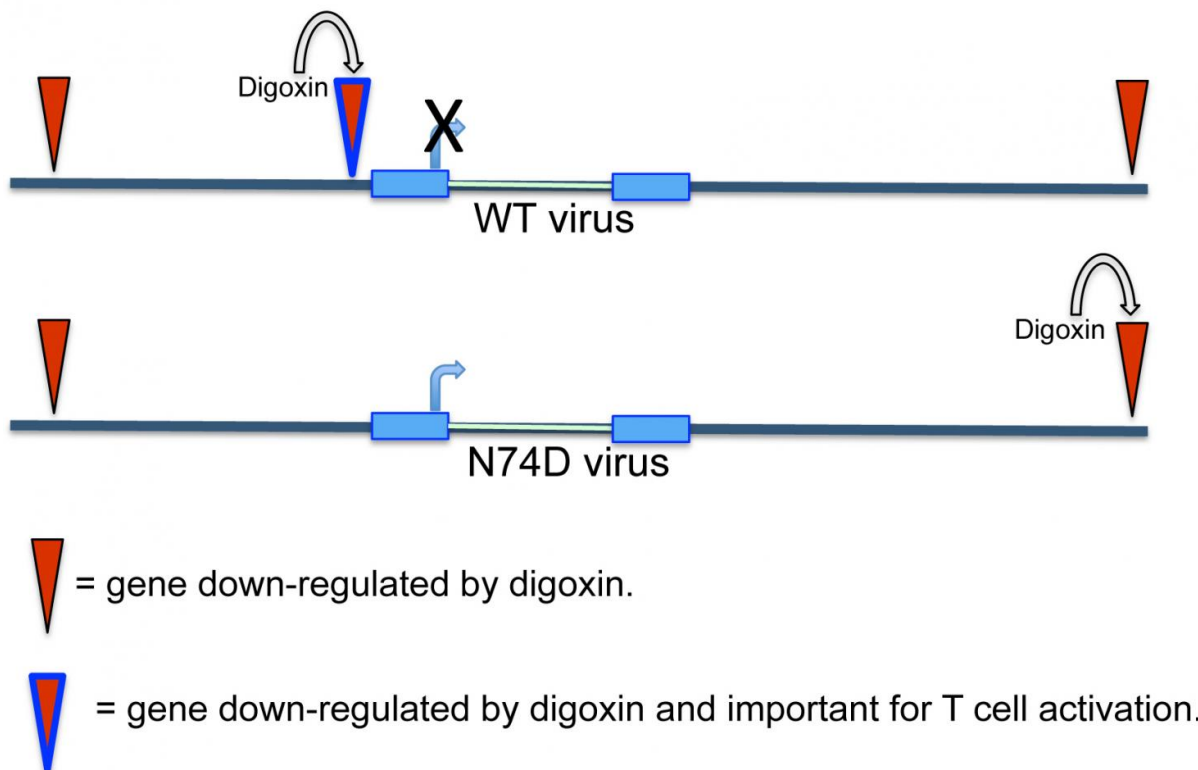 Digoxin
X
WT virus
Digoxin
N74D virus
= gene down-regulated by digoxin.
= gene down-regulated by digoxin and important for T cell activation.